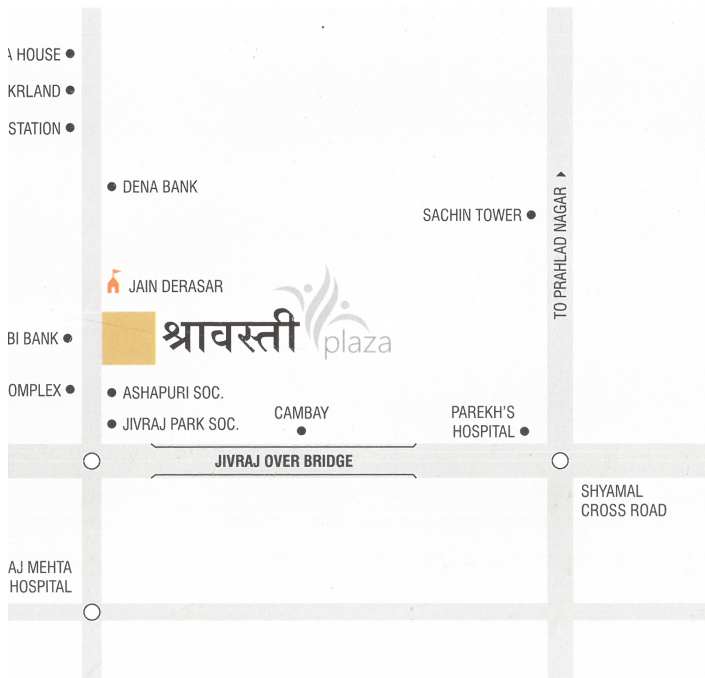 A HOUSE
KRLAND
STATION
DENA BANK
SACHIN TOWER
TO PRAHLAD NAGAR
JAIN DERASAR
श्रावस्ती
plaza
BI BANK
OMPLEX
ASHAPURI SOC.
JIVRAJ PARK SOC.
CAMBAY
PAREKH'S
HOSPITAL
JIVRAJ OVER BRIDGE
SHYAMAL
CROSS ROAD
AJ MEHTA
HOSPITAL